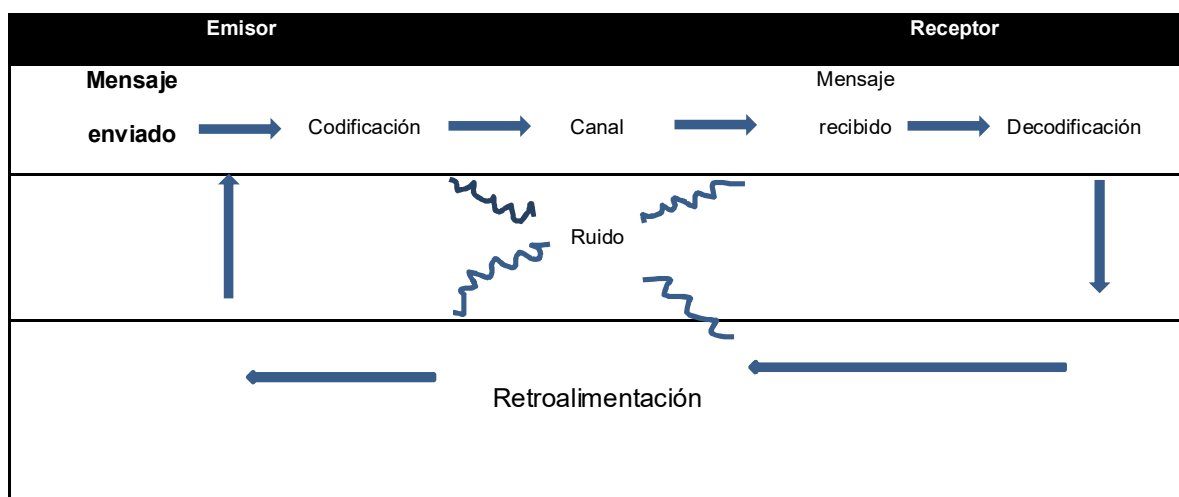 Emisor Receptor
Mensaje
enviado
Codificación
Canal
Mensaje
recibido
Decodificación
Ruido
Retroalimentación